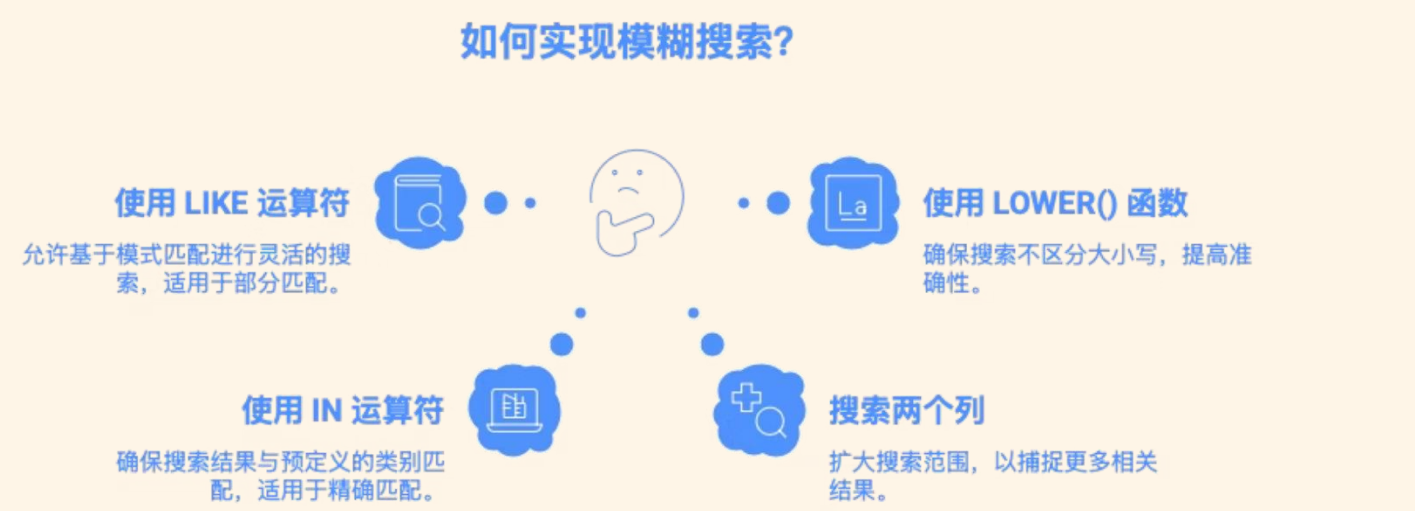 如何实现模糊搜索?
使用 LIKE 运算符
允许基于模式匹配进行灵活的搜
索，适用于部分匹配。
La
使用 LOWER() 函数
确保搜索不区分大小写，提高准
确性。
使用 IN 运算符
确保搜索结果与预定义的类别匹
配，适用于精确匹配。
搜索两个列
扩大搜索范围，以捕捉更多相关
结果。